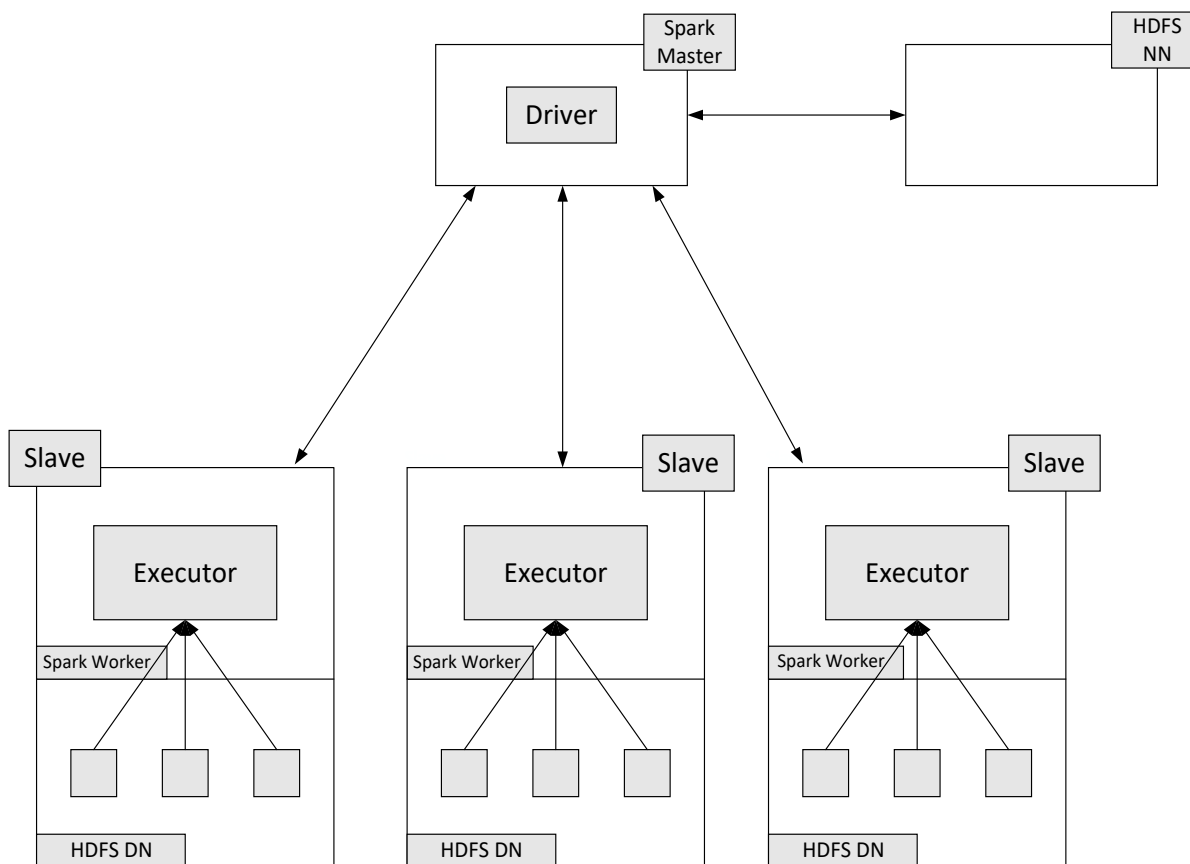 Spark
Master
HDFS
NN
Driver
Slave
Slave
Slave
Executor
Executor
Executor
Spark Worker
Spark Worker
Spark Worker
HDFS DN
HDFS DN
HDFS DN